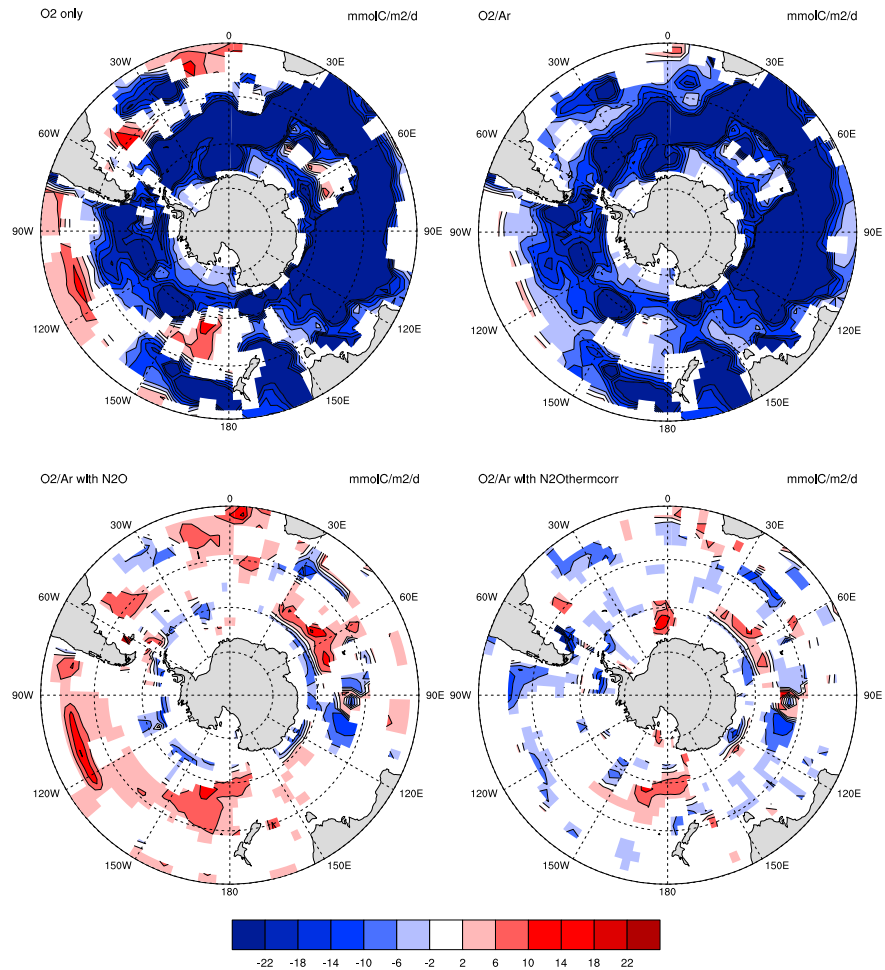 O2 only mmolC/m2/d O2/Ar mmolC/m2/d
0 0
30W 30E 30W 30E
60W 60E 60W 60E
90W 90E 90W 90E
120W 120E 120W 120E
150W 150E 150W 150E
180 180
O2/Ar with N2O mmolC/m2/d O2/Ar with N2Othermcorr mmolC/m2/d
0 0
30W 30E 30W 30E
60W 60E 60W 60E
90W 90E 90W 90E
120W 120E 120W 120E
150W 150E 150W 150E
180 180
-22 -18 -14 -10 -6 -2 2 6 10 14 18 22